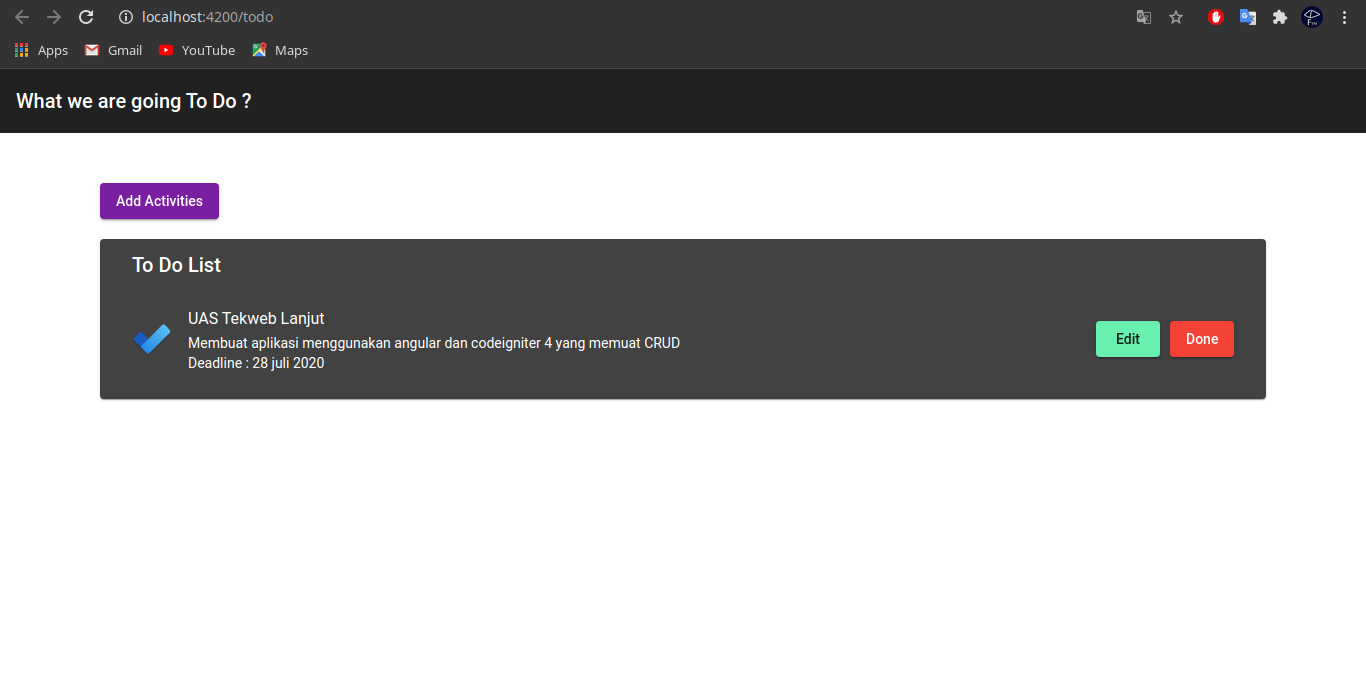 localhost:4200/todo
Apps Gmail YouTube Maps
What we are going To Do ?
Add Activities
To Do List
UAS Tekweb Lanjut
Membuat aplikasi menggunakan angular dan codeigniter 4 yang memuat CRUD
Deadline : 28 juli 2020
Edit Done